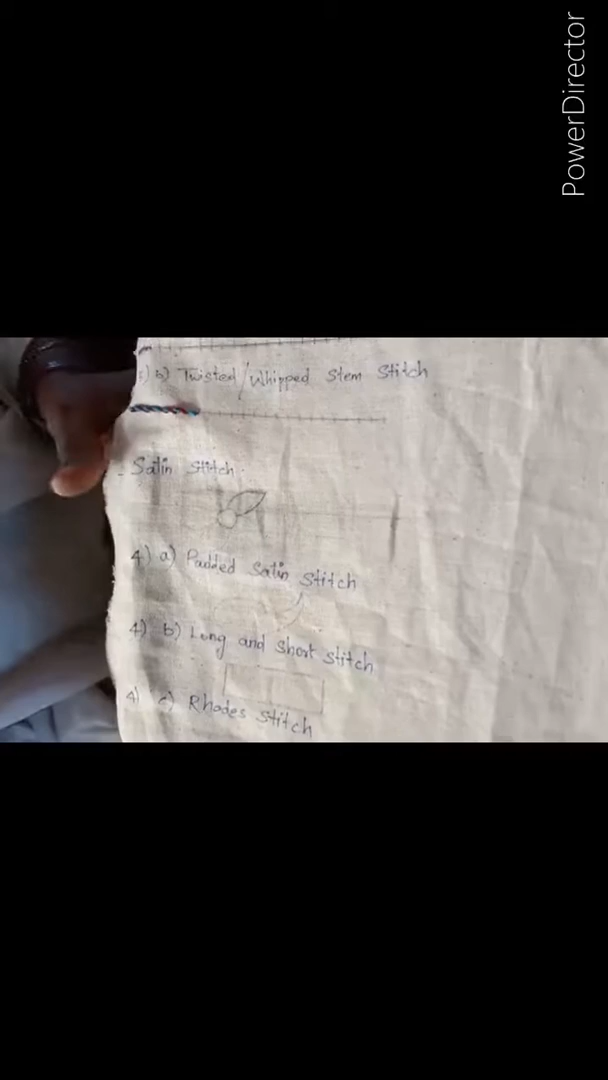 b) Twisted/Whipped Stem Stitch
- Satin Stitch.
4) a) Padded Satin Stitch
4) b) Long and Short Stitch
4) c) Rhodes Stitch
PowerDirector